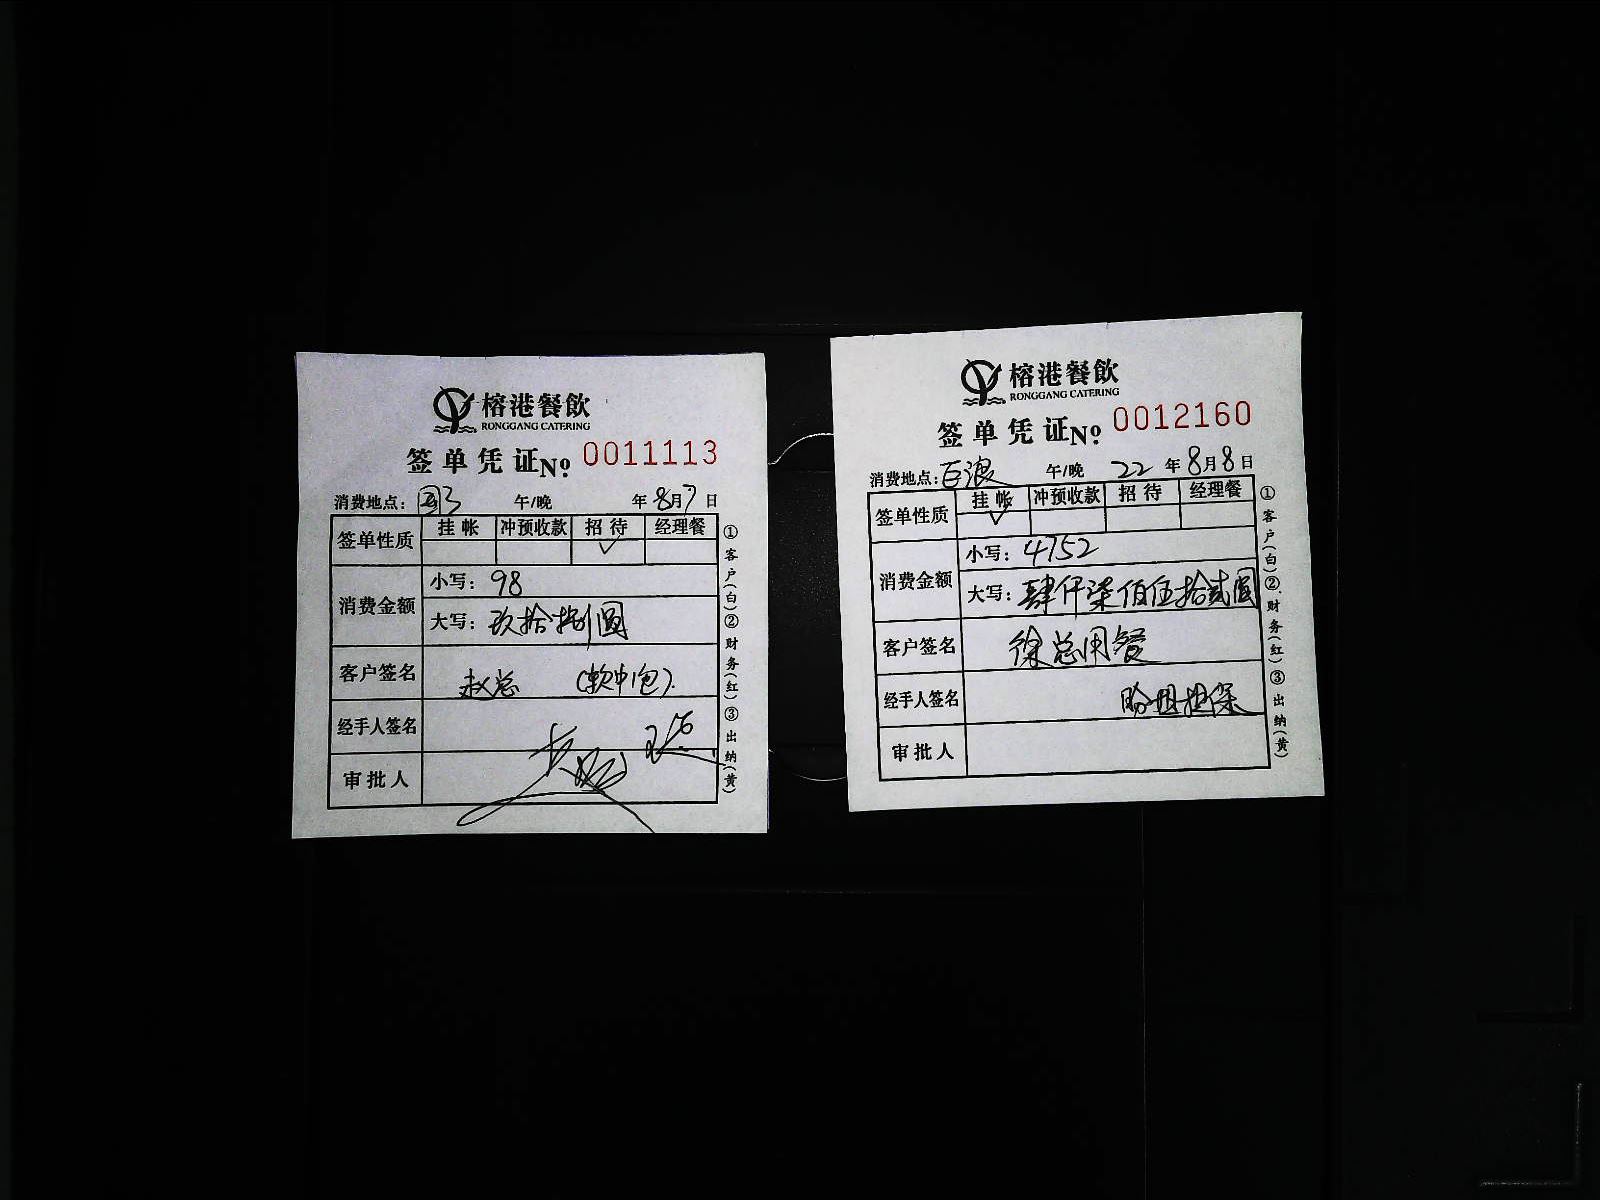 榕港餐飲
RONGGANG CATERING
签单凭证№ 0011113
消费地点： 午/晚 年8月7日
签单性质 挂帐 冲预收款 招待 经理餐
✓
消费金额 小写：98
大写：玖拾捌圆
客户签名 赵总 （软中1包）.
经手人签名
审批人
①客户（白）②财务（红）③出纳（黄）
榕港餐飲
RONGGANG CATERING
签单凭证№ 0012160
消费地点：百浪 午/晚 22年8月8日
签单性质 挂帐 冲预收款 招待 经理餐
✓
消费金额 小写：4752
大写：肆仟柒佰伍拾贰圆
客户签名 徐总用餐
经手人签名 盼姐担保
审批人
①客户（白）②财务（红）③出纳（黄）